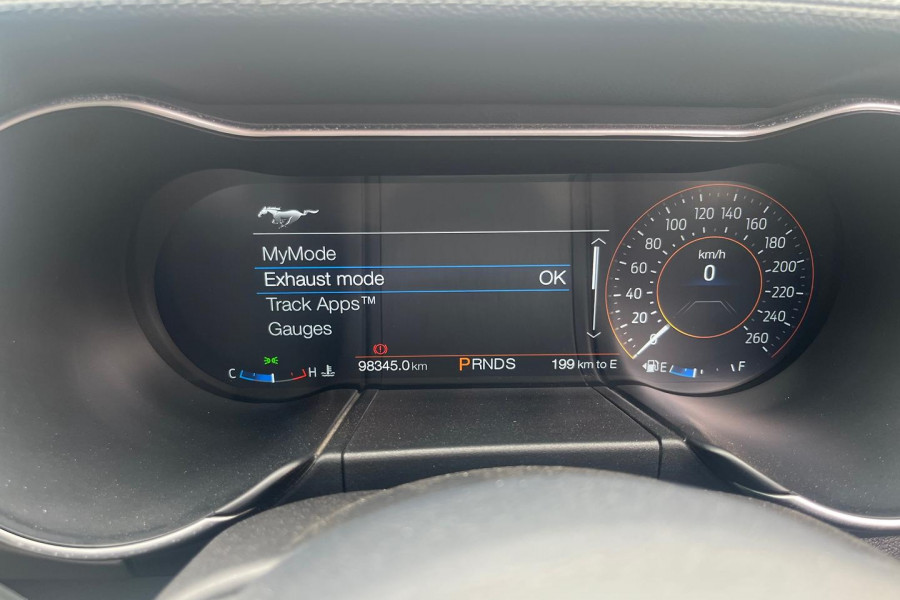 MyMode
Exhaust mode OK
Track Apps™
Gauges
C H
98345.0 km PRNDS 199 km to E
E F
km/h
0
0 20 40 60 80 100 120 140 160 180 200 220 240 260